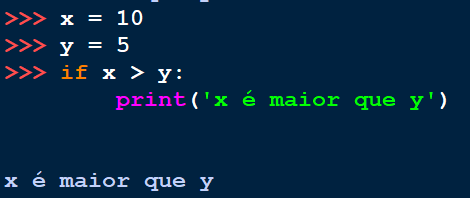 >>> x = 10
>>> y = 5
>>> if x > y:
        print('x é maior que y')
x é maior que y